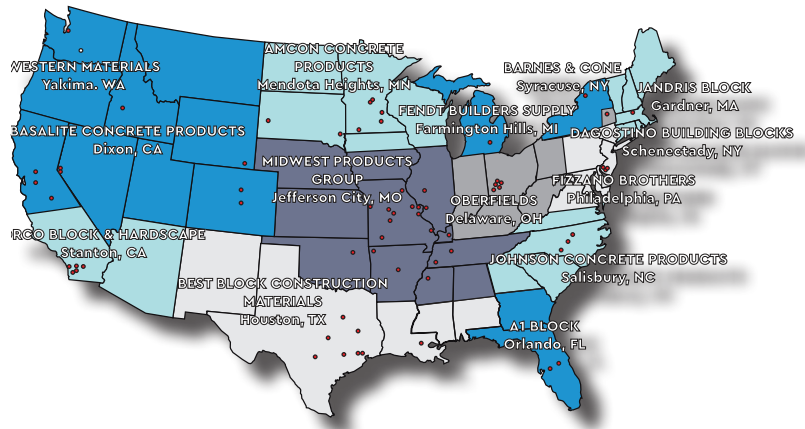 WESTERN MATERIALS
Yakima. WA
AMCON CONCRETE
PRODUCTS
Mendota Heights, MN
BARNES & CONE
Syracuse, NY
JANDRIS BLOCK
Gardner, MA
FENDT BUILDERS SUPPLY
Farmington Hills, MI
BASALITE CONCRETE PRODUCTS
Dixon, CA
DAGOSTINO BUILDING BLOCKS
Schenectady, NY
MIDWEST PRODUCTS
GROUP
Jefferson City, MO
FIZZANO BROTHERS
Philadelphia, PA
OBERFIELDS
Delaware, OH
ORCO BLOCK & HARDSCAPE
Stanton, CA
JOHNSON CONCRETE PRODUCTS
Salisbury, NC
BEST BLOCK CONSTRUCTION
MATERIALS
Houston, TX
A1 BLOCK
Orlando, FL